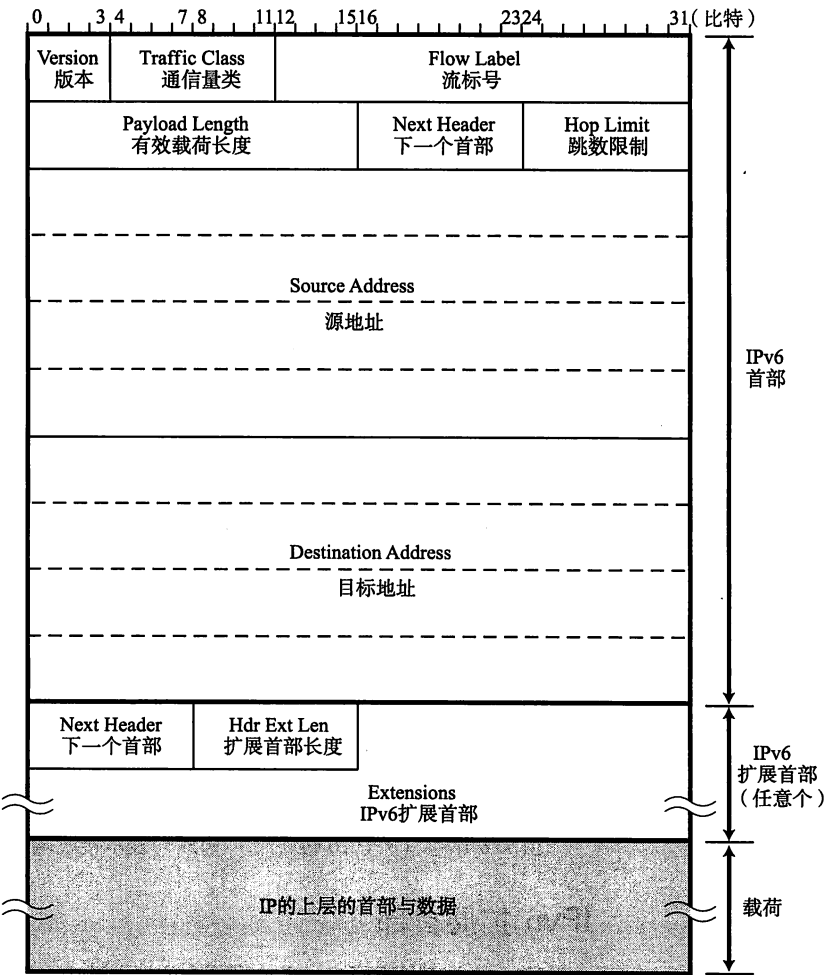 0 3 4 7 8 11 12 15 16 23 24 31(比特)
Version Traffic Class Flow Label
版本 通信量类 流标号
Payload Length Next Header Hop Limit
有效载荷长度 下一个首部 跳数限制
Source Address
源地址
IPv6
首部
Destination Address
目标地址
Next Header Hdr Ext Len
下一个首部 扩展首部长度
Extensions
IPv6扩展首部
IPv6
扩展首部
(任意个)
IP的上层的首部与数据
载荷